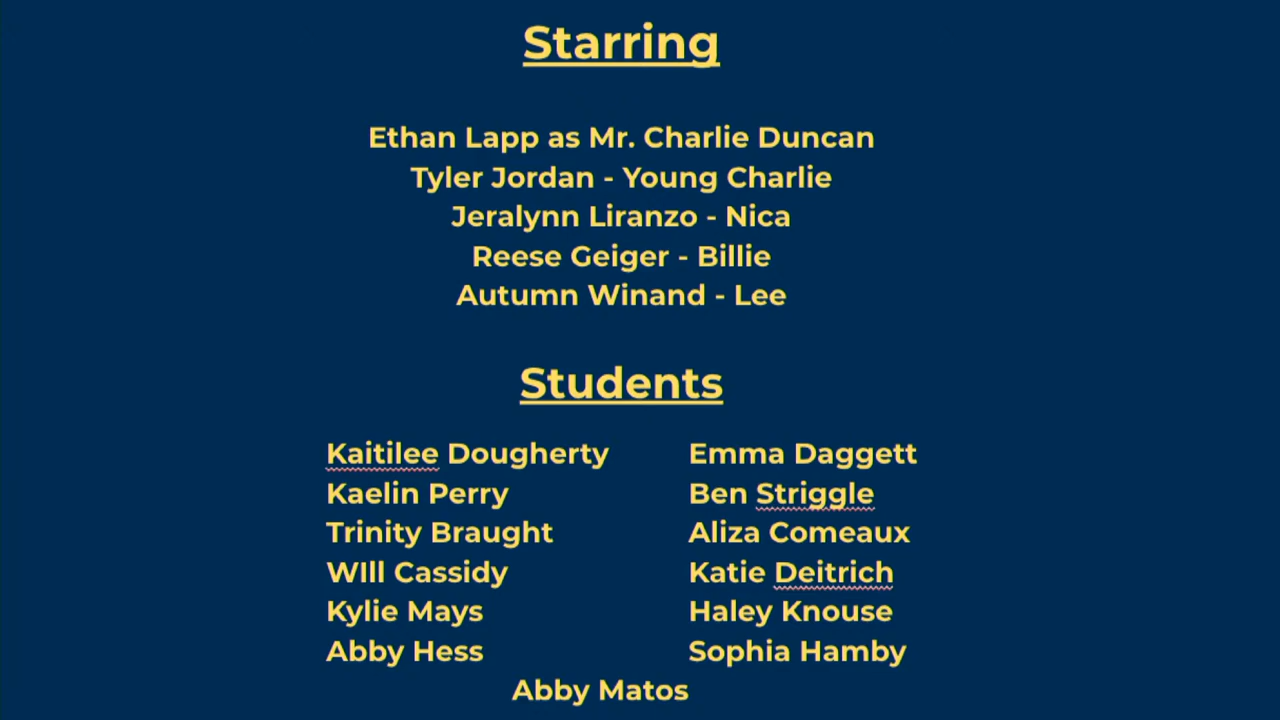 Starring
Ethan Lapp as Mr. Charlie Duncan
Tyler Jordan - Young Charlie
Jeralynn Liranzo - Nica
Reese Geiger - Billie
Autumn Winand - Lee
Students
Kaitilee Dougherty
Kaelin Perry
Trinity Braught
WIll Cassidy
Kylie Mays
Abby Hess
Emma Daggett
Ben Striggle
Aliza Comeaux
Katie Deitrich
Haley Knouse
Sophia Hamby
Abby Matos